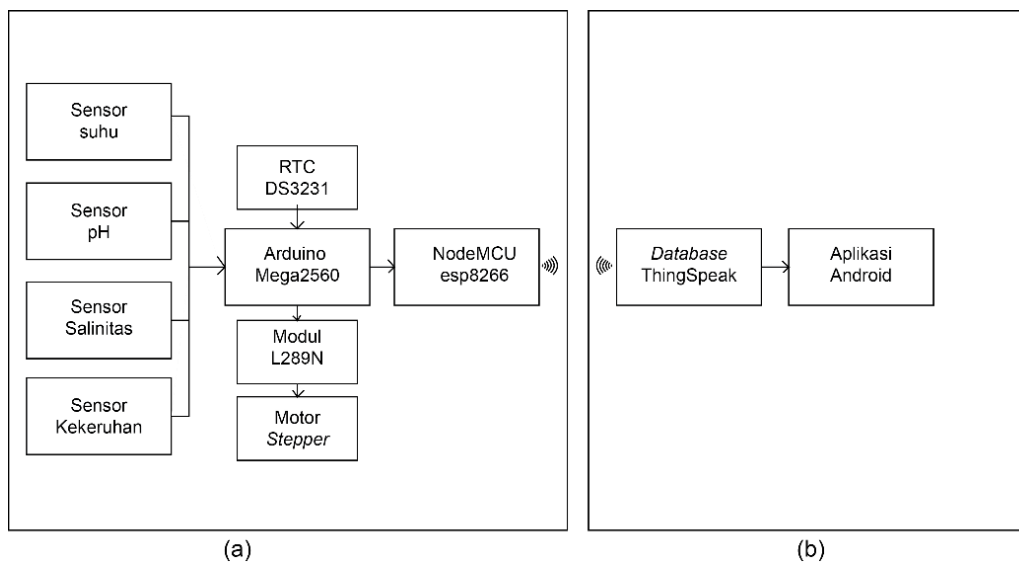 Sensor
suhu
Sensor
pH
Sensor
Salinitas
Sensor
Kekeruhan
RTC
DS3231
Arduino
Mega2560
Modul
L289N
Motor
Stepper
NodeMCU
esp8266
(a)
Database
ThingSpeak
Aplikasi
Android
(b)